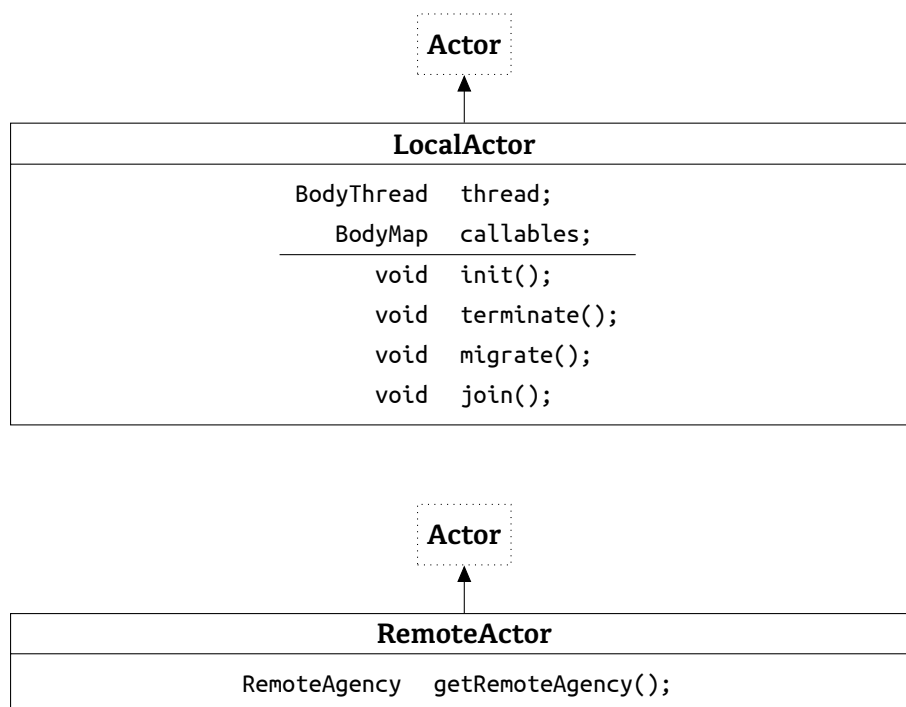 Actor
LocalActor
BodyThread thread;
BodyMap callables;
void init();
void terminate();
void migrate();
void join();
Actor
RemoteActor
RemoteAgency getRemoteAgency();